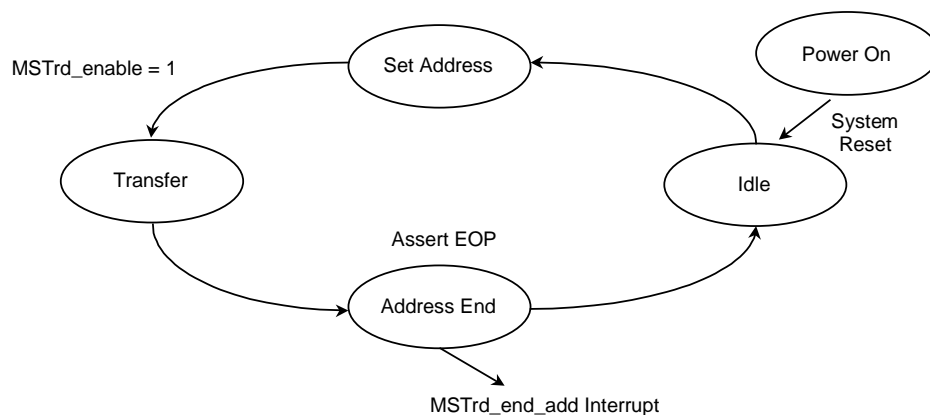 Power On
Set Address
MSTrd_enable = 1
System
Reset
Transfer
Idle
Assert EOP
Address End
MSTrd_end_add Interrupt